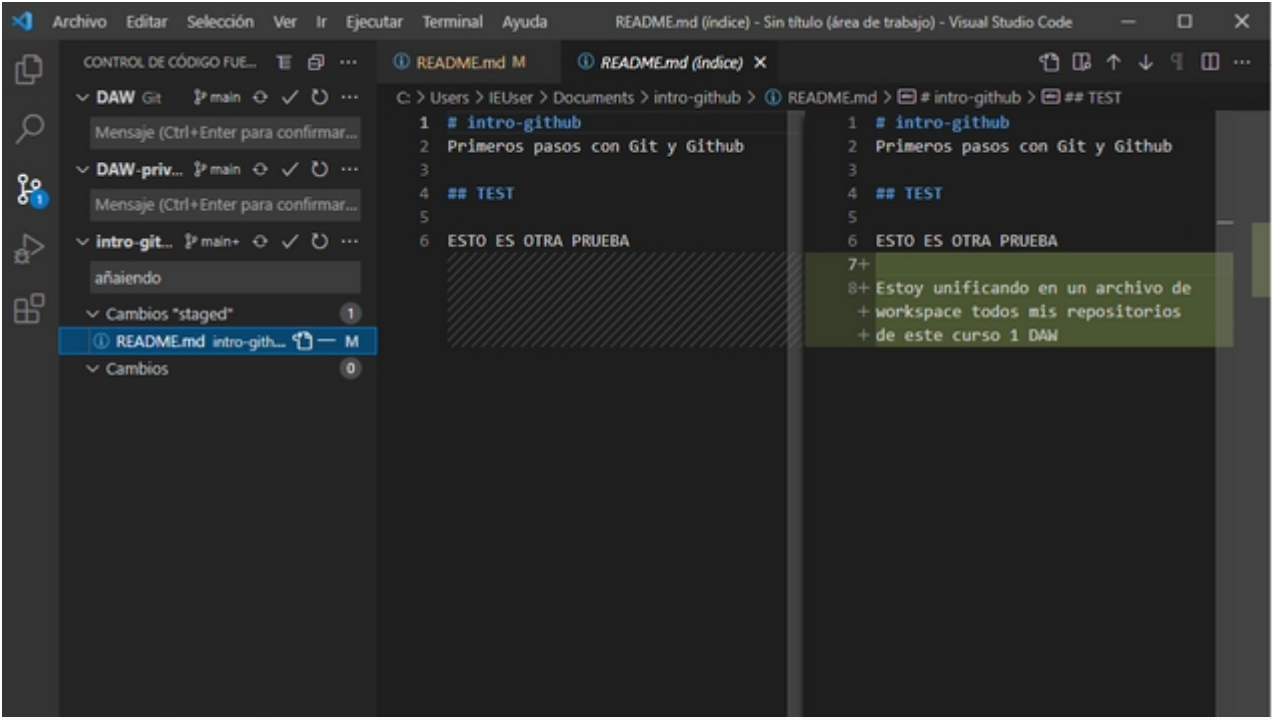 Archivo Editar Selección Ver Ir Ejecutar Terminal Ayuda README.md (índice) - Sin título (área de trabajo) - Visual Studio Code
CONTROL DE CÓDIGO FUE...
README.md M
README.md (índice)
C: > Users > IEUser > Documents > intro-github > README.md > # intro-github > ## TEST
DAW Git main
Mensaje (Ctrl+Enter para confirmar...
DAW-priv... main
Mensaje (Ctrl+Enter para confirmar...
intro-git... main+
añaiendo
Cambios "staged" 1
README.md intro-gith... M
Cambios 0
1
1 # intro-github
2 Primeros pasos con Git y Github
3
4 ## TEST
5
6 ESTO ES OTRA PRUEBA
1 # intro-github
2 Primeros pasos con Git y Github
3
4 ## TEST
5
6 ESTO ES OTRA PRUEBA
7+
8+ Estoy unificando en un archivo de
+ workspace todos mis repositorios
+ de este curso 1 DAW